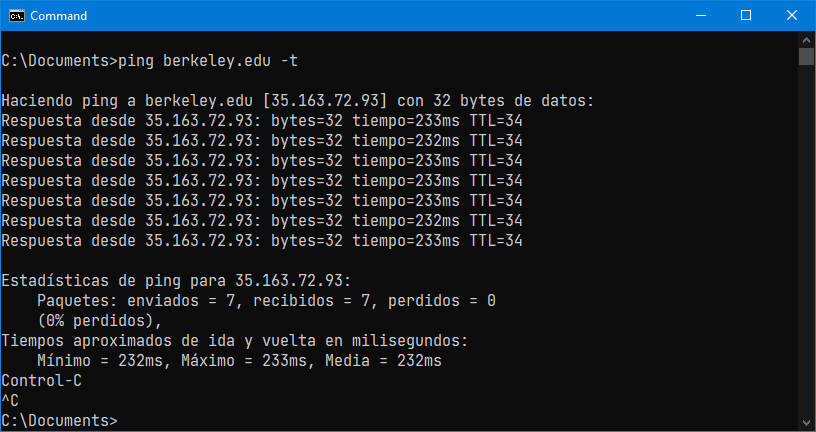 Command
C:\Documents>ping berkeley.edu -t
Haciendo ping a berkeley.edu [35.163.72.93] con 32 bytes de datos:
Respuesta desde 35.163.72.93: bytes=32 tiempo=233ms TTL=34
Respuesta desde 35.163.72.93: bytes=32 tiempo=232ms TTL=34
Respuesta desde 35.163.72.93: bytes=32 tiempo=233ms TTL=34
Respuesta desde 35.163.72.93: bytes=32 tiempo=233ms TTL=34
Respuesta desde 35.163.72.93: bytes=32 tiempo=233ms TTL=34
Respuesta desde 35.163.72.93: bytes=32 tiempo=232ms TTL=34
Respuesta desde 35.163.72.93: bytes=32 tiempo=233ms TTL=34
Estadísticas de ping para 35.163.72.93:
    Paquetes: enviados = 7, recibidos = 7, perdidos = 0
    (0% perdidos),
Tiempos aproximados de ida y vuelta en milisegundos:
    Mínimo = 232ms, Máximo = 233ms, Media = 232ms
Control-C
^C
C:\Documents>